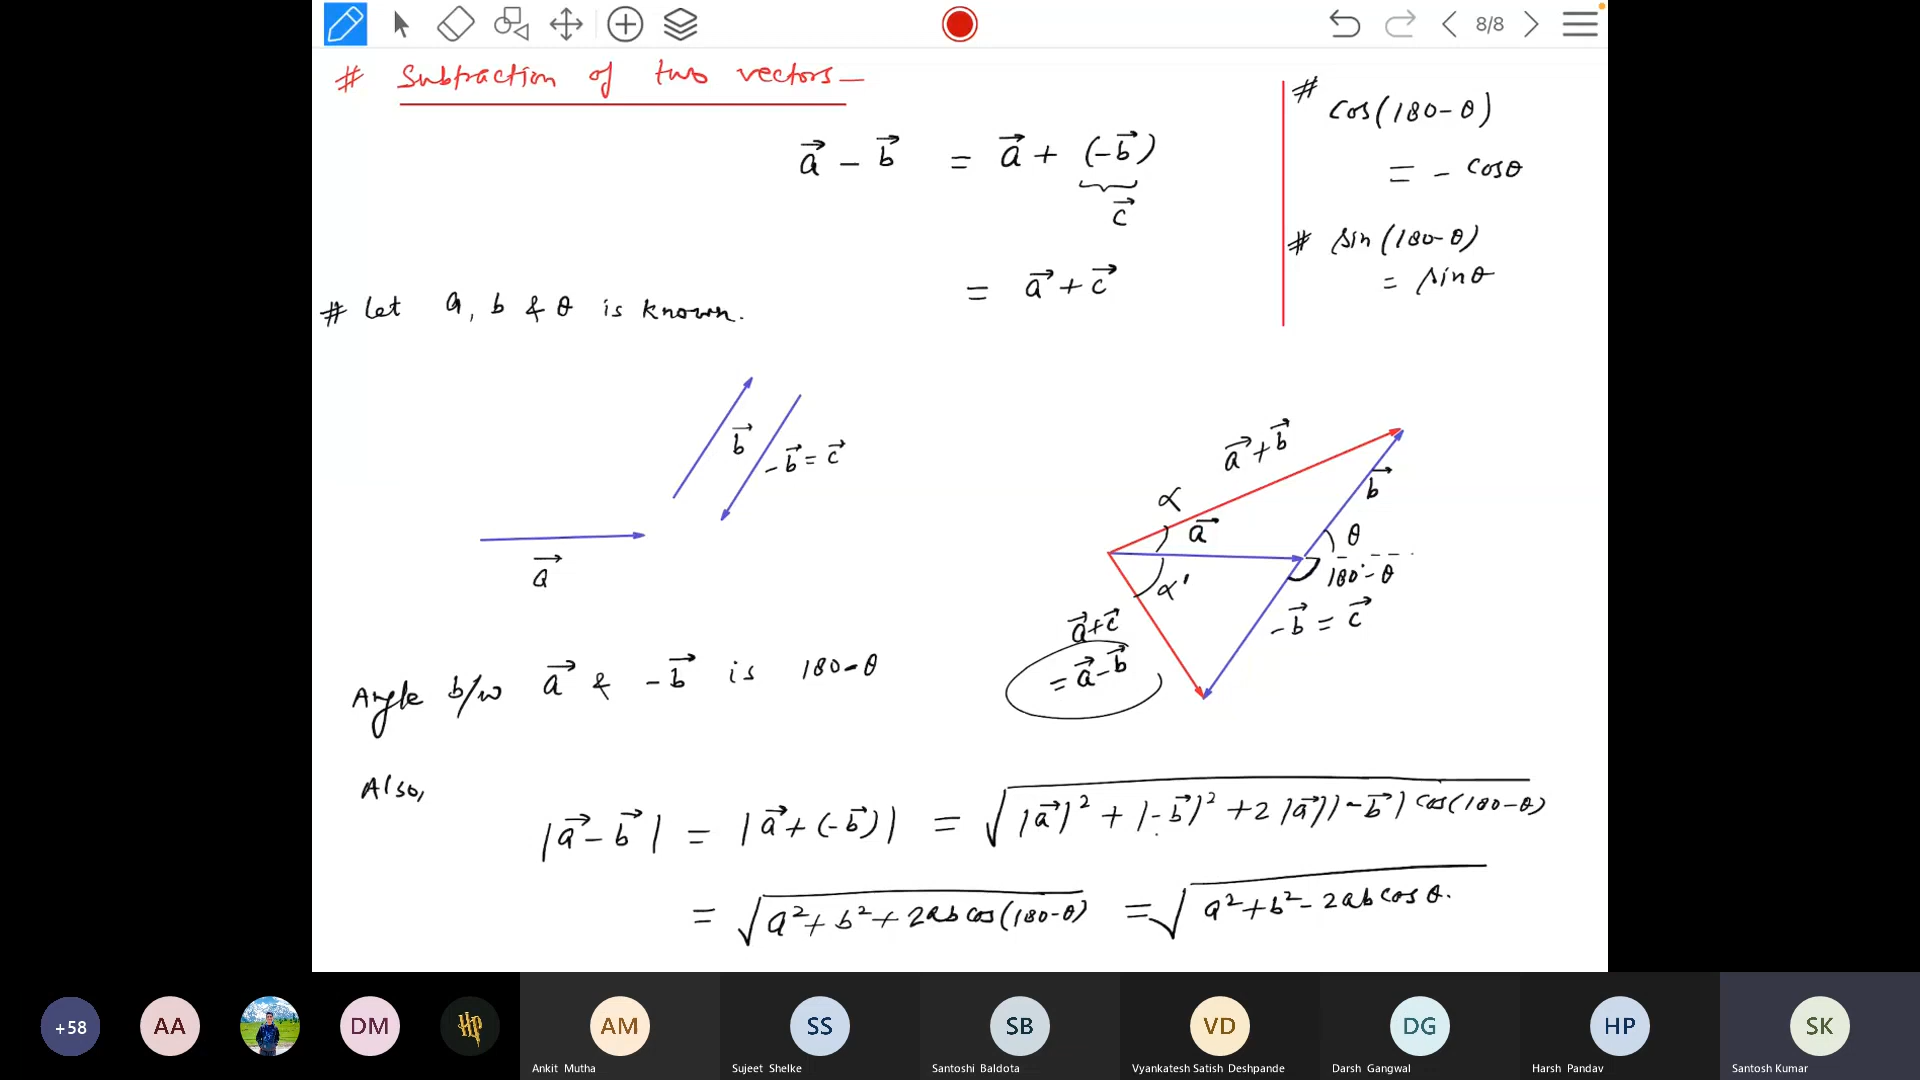 8/8
# Subtraction of two vectors—
a⃗ − b⃗ = a⃗ + (−b⃗)
c⃗
= a⃗ + c⃗
# cos(180−θ)
= − cosθ
# sin(180−θ)
= sinθ
# let a, b & θ is known.
b⃗
−b⃗ = c⃗
a⃗
a⃗+b⃗
b⃗
α
a⃗
θ
180°−θ
α'
−b⃗ = c⃗
a⃗+c⃗
= a⃗−b⃗
Angle b/w a⃗ & −b⃗ is 180−θ
Also,
|a⃗ − b⃗| = |a⃗ + (−b⃗)| = √(|a⃗|² + |−b⃗|² + 2|a⃗||−b⃗| cos(180−θ))
= √(a² + b² + 2ab cos(180−θ)) = √(a² + b² − 2ab cos θ.)
+58 AA DM HP AM SS SB VD DG HP SK
Ankit Mutha Sujeet Shelke Santoshi Baldota Vyankatesh Satish Deshpande Darsh Gangwal Harsh Pandav Santosh Kumar